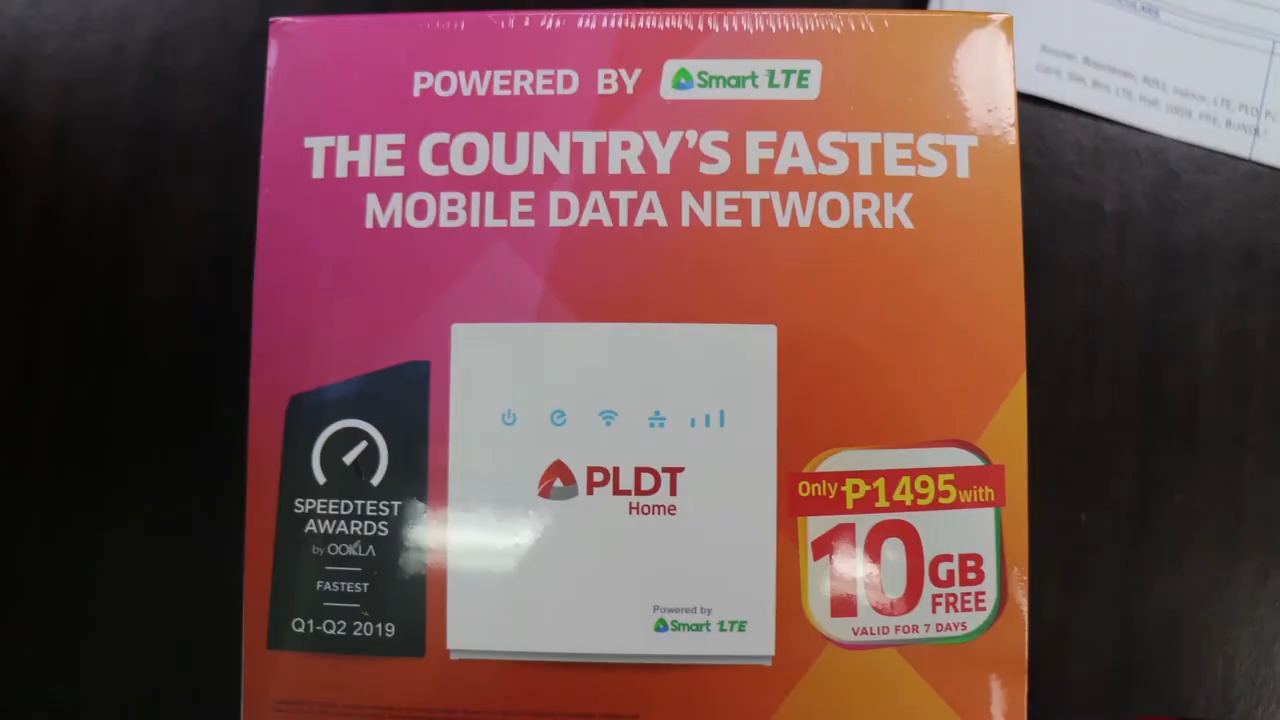 POWERED BY Smart LTE
THE COUNTRY'S FASTEST
MOBILE DATA NETWORK
SPEEDTEST
AWARDS
by OOKLA
FASTEST
Q1-Q2 2019
PLDT
Home
Powered by
Smart LTE
Only ₱1495 with
10 GB
FREE
VALID FOR 7 DAYS